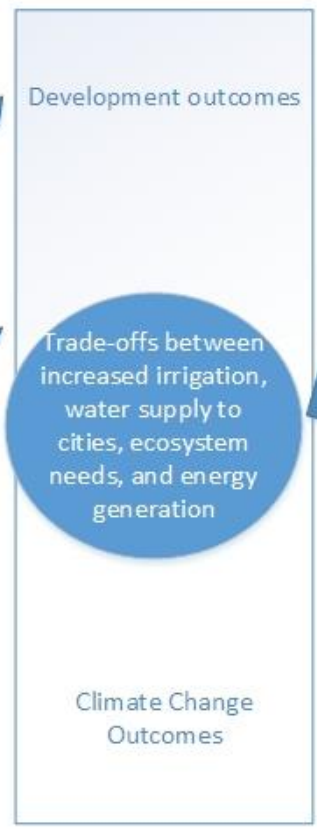 Development outcomes
Trade-offs between
increased irrigation,
water supply to
cities, ecosystem
needs, and energy
generation
Climate Change
Outcomes